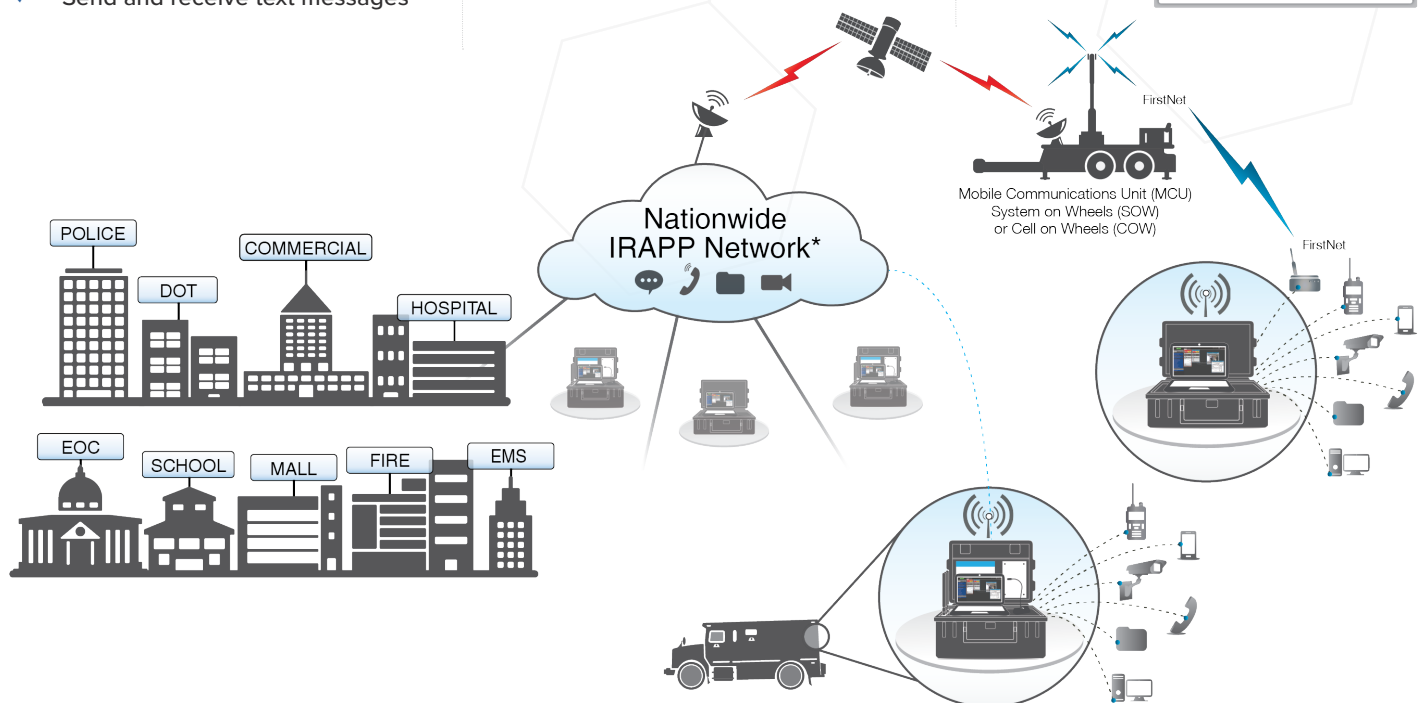 Send and receive text messages
FirstNet
Mobile Communications Unit (MCU)
System on Wheels (SOW)
or Cell on Wheels (COW)
Nationwide
IRAPP Network*
POLICE
COMMERCIAL
DOT
HOSPITAL
FirstNet
EOC
SCHOOL
MALL
FIRE
EMS